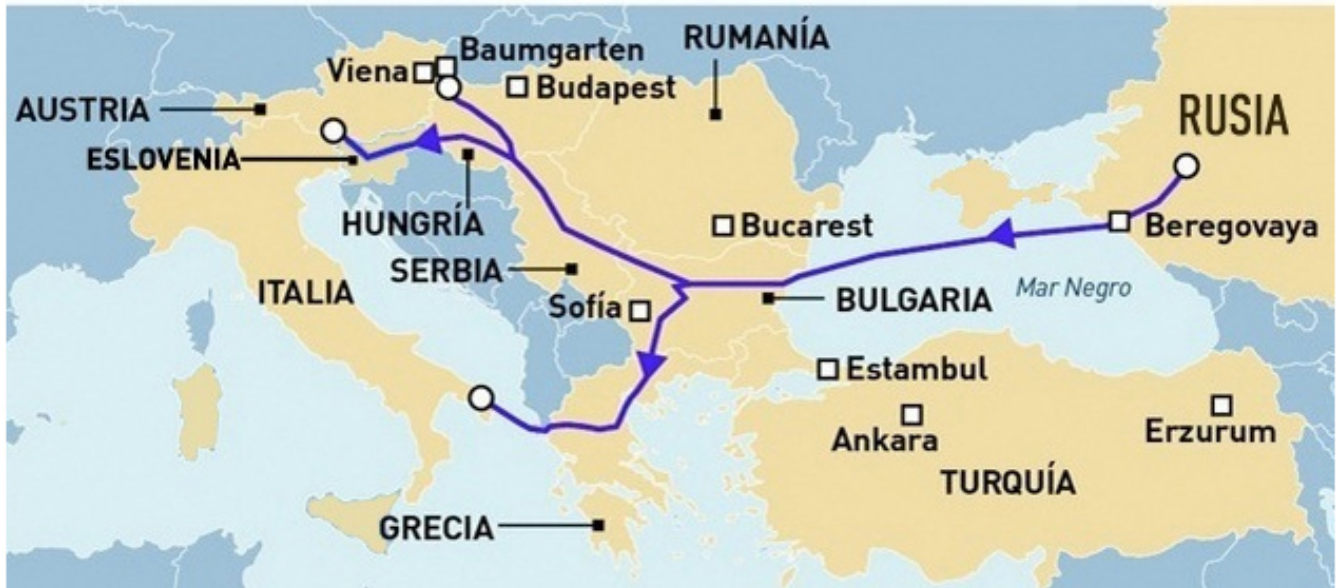 RUMANÍA
Baumgarten
Viena
Budapest
AUSTRIA
RUSIA
ESLOVENIA
HUNGRÍA
Bucarest
Beregovaya
SERBIA
ITALIA
Sofía
BULGARIA
Mar Negro
Estambul
Ankara
Erzurum
TURQUÍA
GRECIA